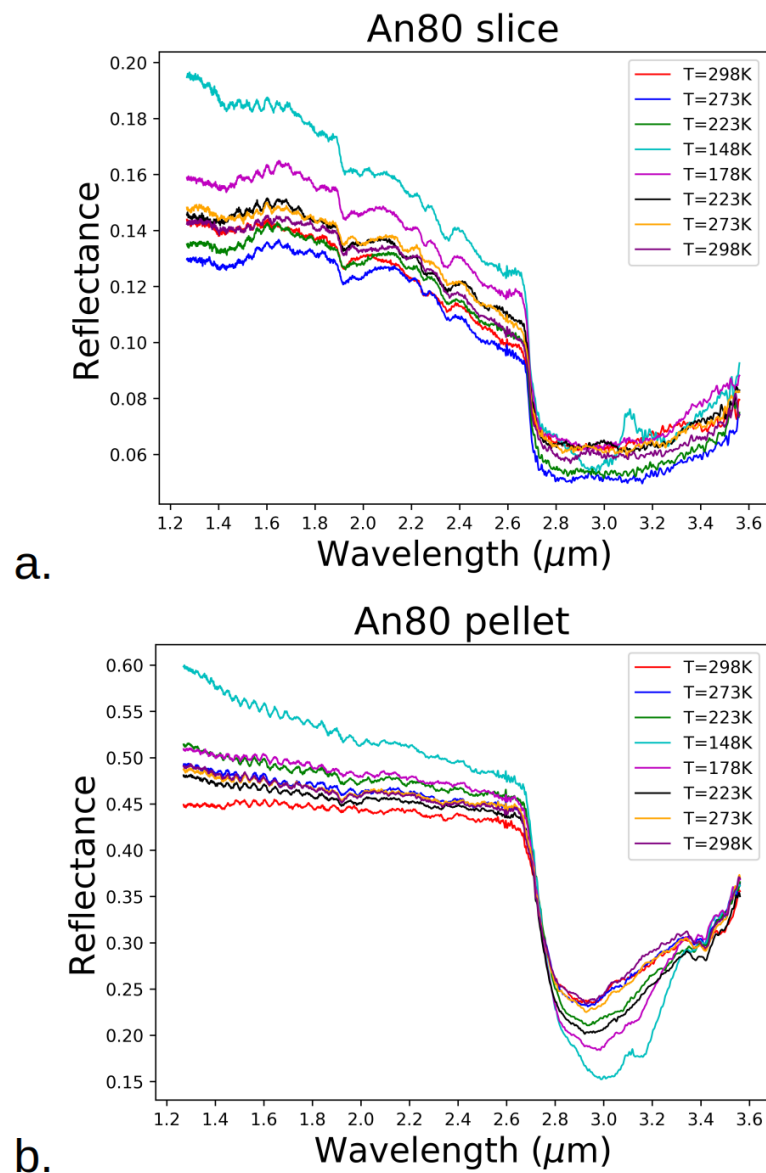 An80 slice
0.20
0.18
0.16
0.14
0.12
0.10
0.08
0.06
Reflectance
T=298K
T=273K
T=223K
T=148K
T=178K
T=223K
T=273K
T=298K
1.2 1.4 1.6 1.8 2.0 2.2 2.4 2.6 2.8 3.0 3.2 3.4 3.6
Wavelength (μm)
a.
An80 pellet
0.60
0.55
0.50
0.45
0.40
0.35
0.30
0.25
0.20
0.15
Reflectance
T=298K
T=273K
T=223K
T=148K
T=178K
T=223K
T=273K
T=298K
1.2 1.4 1.6 1.8 2.0 2.2 2.4 2.6 2.8 3.0 3.2 3.4 3.6
Wavelength (μm)
b.